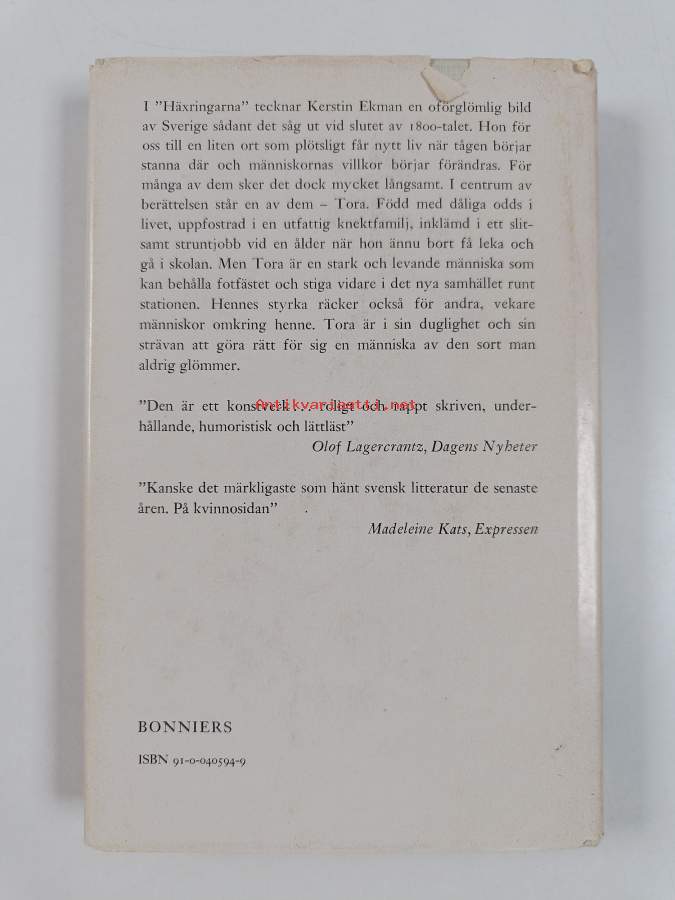 I ”Häxringarna” tecknar Kerstin Ekman en oförglömlig bild
av Sverige sådant det såg ut vid slutet av 1800-talet. Hon för
oss till en liten ort som plötsligt får nytt liv när tågen börjar
stanna där och människornas villkor börjar förändras. För
många av dem sker det dock mycket långsamt. I centrum av
berättelsen står en av dem – Tora. Född med dåliga odds i
livet, uppfostrad i en utfattig knektfamilj, inklämd i ett slit-
samt struntjobb vid en ålder när hon ännu bort få leka och
gå i skolan. Men Tora är en stark och levande människa som
kan behålla fotfästet och stiga vidare i det nya samhället runt
stationen. Hennes styrka räcker också för andra, vekare
människor omkring henne. Tora är i sin duglighet och sin
strävan att göra rätt för sig en människa av den sort man
aldrig glömmer.
”Den är ett konstverk... roligt och rappt skriven, under-
hållande, humoristisk och lättläst”
Olof Lagercrantz, Dagens Nyheter
”Kanske det märkligaste som hänt svensk litteratur de senaste
åren. På kvinnosidan”
Madeleine Kats, Expressen
BONNIERS
ISBN 91-0-040594-9
Antikvariaatti.net